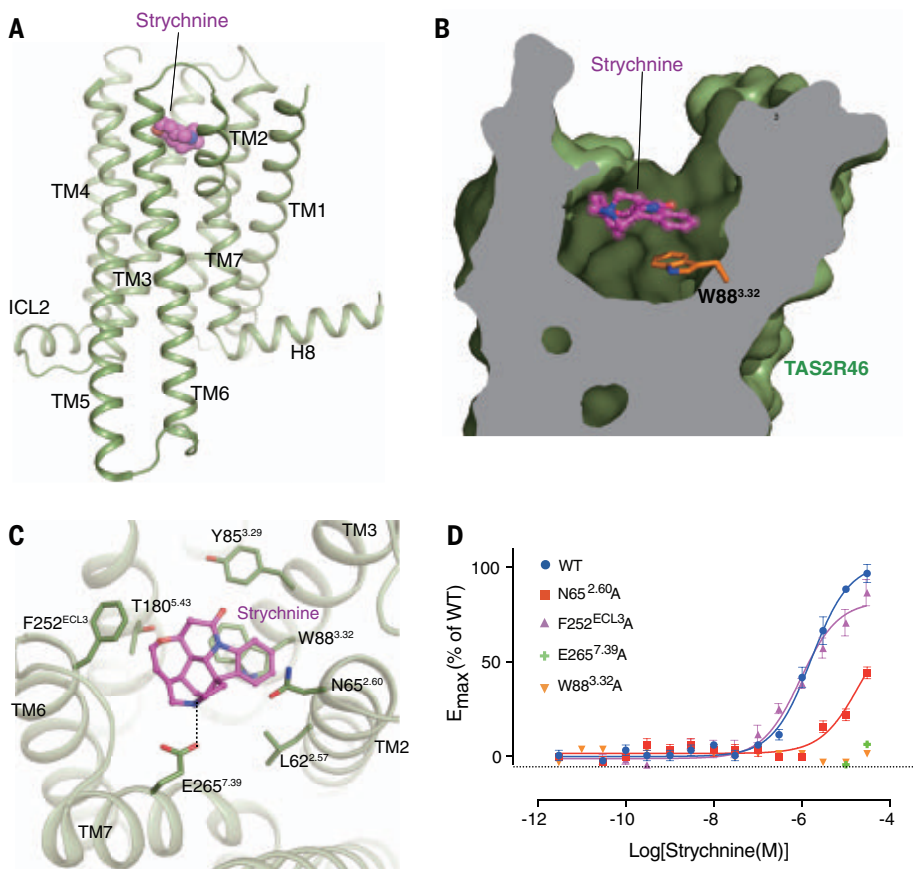 A
Strychnine
TM2
TM4
TM1
TM7
TM3
ICL2
H8
TM6
TM5
B
Strychnine
W88^3.32
TAS2R46
C
Y85^3.29
TM3
T180^5.43
Strychnine
F252^ECL3
W88^3.32
N65^2.60
TM6
TM2
L62^2.57
E265^7.39
TM7
D
Emax (% of WT)
100
50
0
WT
N65^2.60A
F252^ECL3A
E265^7.39A
W88^3.32A
-12 -10 -8 -6 -4
Log[Strychnine(M)]